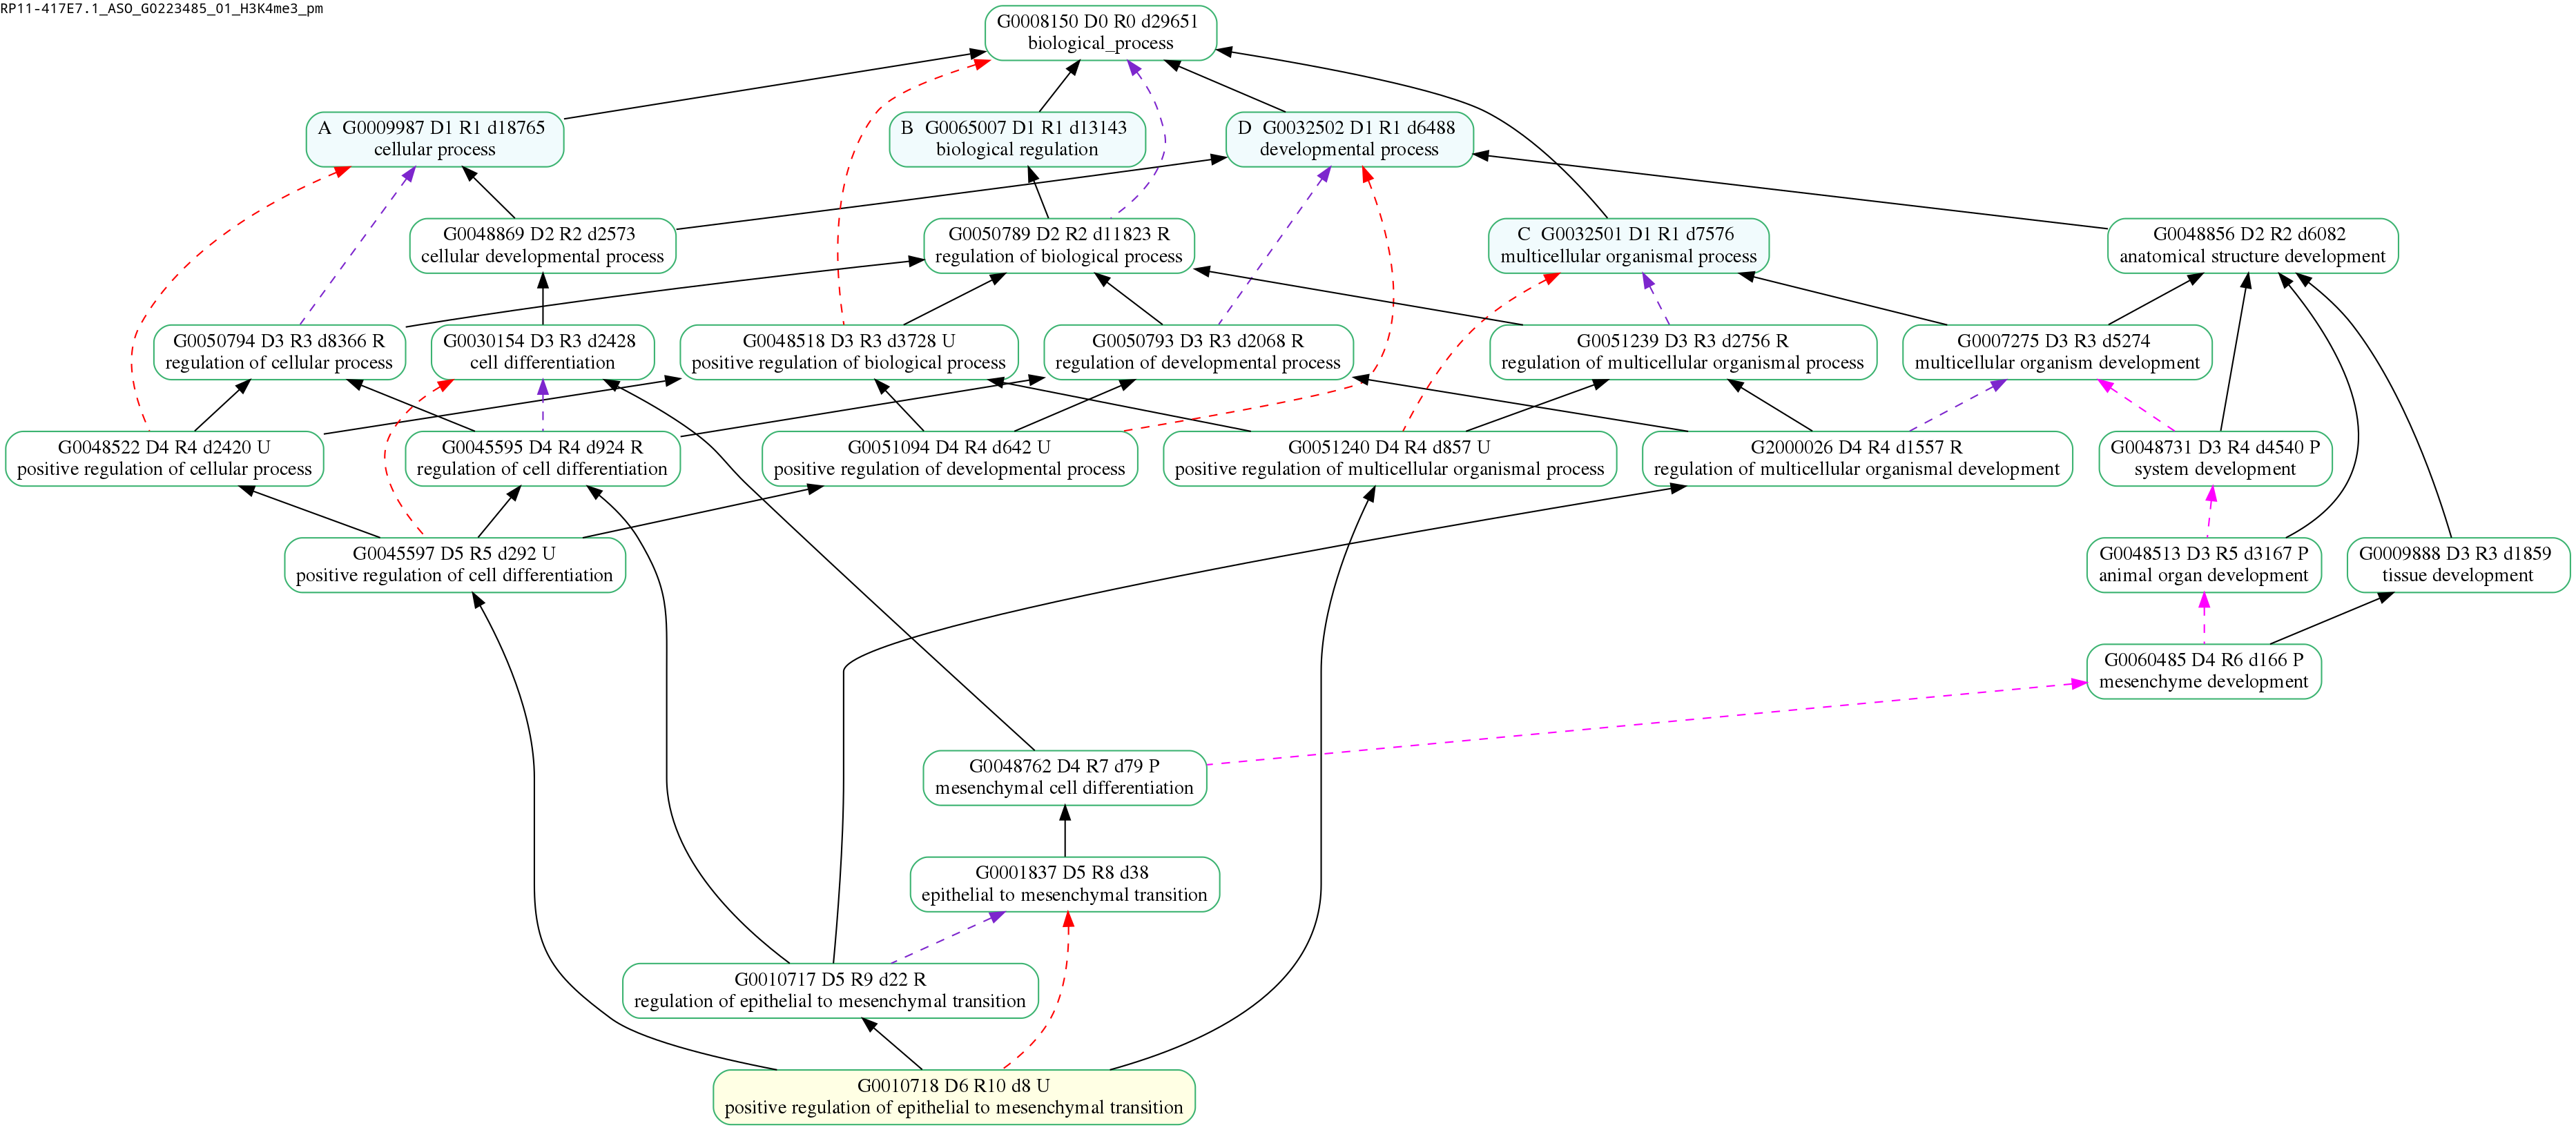 RP11-417E7.1_ASO_G0223485_01_H3K4me3_pm
G0008150 D0 R0 d29651
biological_process
A G0009987 D1 R1 d18765
cellular process
B G0065007 D1 R1 d13143
biological regulation
D G0032502 D1 R1 d6488
developmental process
G0048869 D2 R2 d2573
cellular developmental process
G0050789 D2 R2 d11823 R
regulation of biological process
C G0032501 D1 R1 d7576
multicellular organismal process
G0048856 D2 R2 d6082
anatomical structure development
G0050794 D3 R3 d8366 R
regulation of cellular process
G0030154 D3 R3 d2428
cell differentiation
G0048518 D3 R3 d3728 U
positive regulation of biological process
G0050793 D3 R3 d2068 R
regulation of developmental process
G0051239 D3 R3 d2756 R
regulation of multicellular organismal process
G0007275 D3 R3 d5274
multicellular organism development
G0048522 D4 R4 d2420 U
positive regulation of cellular process
G0045595 D4 R4 d924 R
regulation of cell differentiation
G0051094 D4 R4 d642 U
positive regulation of developmental process
G0051240 D4 R4 d857 U
positive regulation of multicellular organismal process
G2000026 D4 R4 d1557 R
regulation of multicellular organismal development
G0048731 D3 R4 d4540 P
system development
G0045597 D5 R5 d292 U
positive regulation of cell differentiation
G0048513 D3 R5 d3167 P
animal organ development
G0009888 D3 R3 d1859
tissue development
G0060485 D4 R6 d166 P
mesenchyme development
G0048762 D4 R7 d79 P
mesenchymal cell differentiation
G0001837 D5 R8 d38
epithelial to mesenchymal transition
G0010717 D5 R9 d22 R
regulation of epithelial to mesenchymal transition
G0010718 D6 R10 d8 U
positive regulation of epithelial to mesenchymal transition